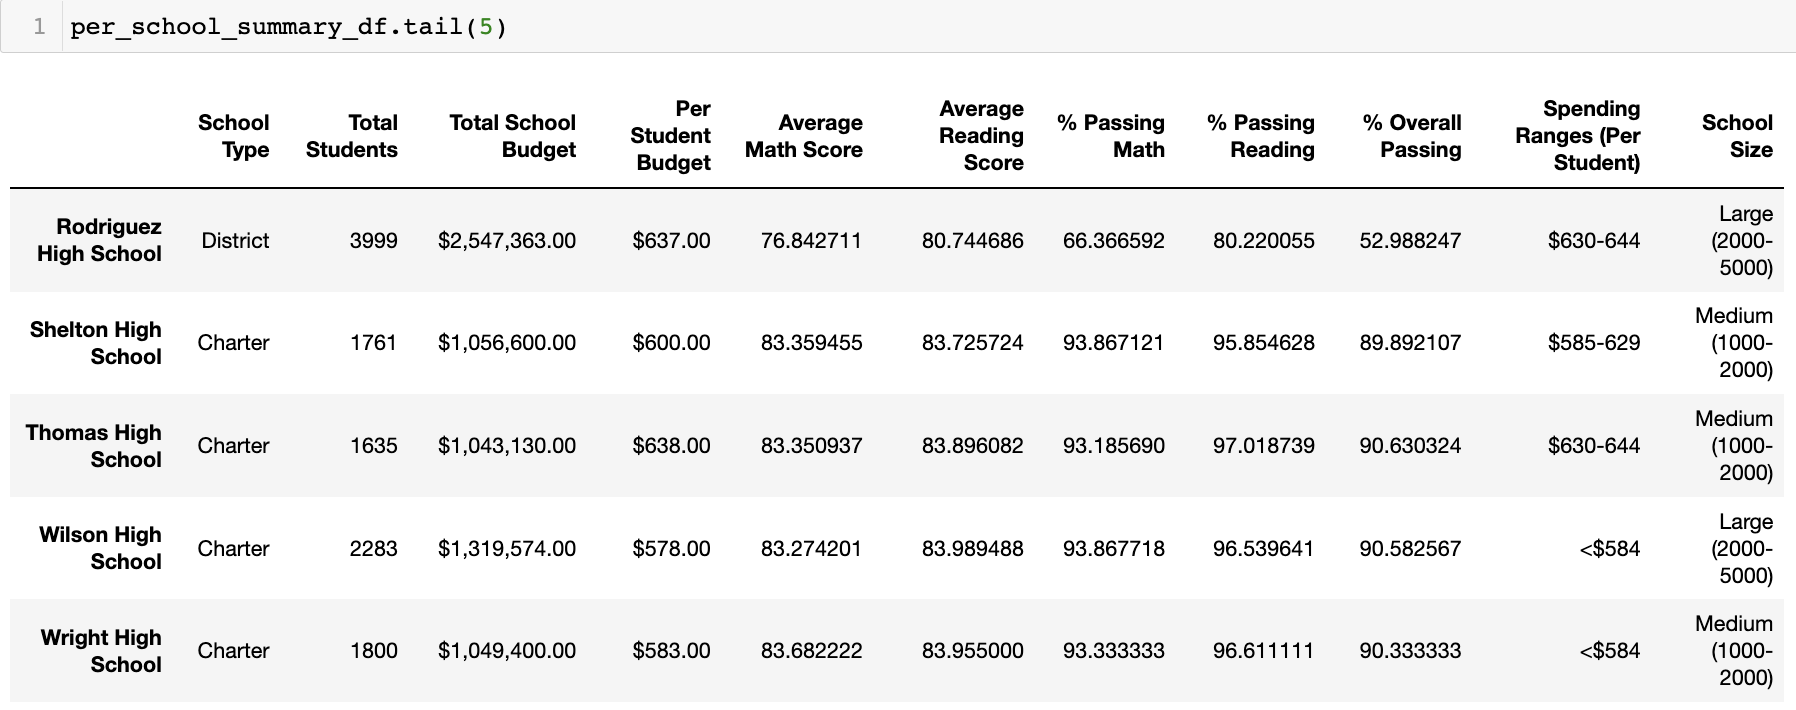 1 per_school_summary_df.tail(5)
School Type Total Students Total School Budget Per Student Budget Average Math Score Average Reading Score % Passing Math % Passing Reading % Overall Passing Spending Ranges (Per Student) School Size
Rodriguez High School District 3999 $2,547,363.00 $637.00 76.842711 80.744686 66.366592 80.220055 52.988247 $630-644 Large (2000-5000)
Shelton High School Charter 1761 $1,056,600.00 $600.00 83.359455 83.725724 93.867121 95.854628 89.892107 $585-629 Medium (1000-2000)
Thomas High School Charter 1635 $1,043,130.00 $638.00 83.350937 83.896082 93.185690 97.018739 90.630324 $630-644 Medium (1000-2000)
Wilson High School Charter 2283 $1,319,574.00 $578.00 83.274201 83.989488 93.867718 96.539641 90.582567 <$584 Large (2000-5000)
Wright High School Charter 1800 $1,049,400.00 $583.00 83.682222 83.955000 93.333333 96.611111 90.333333 <$584 Medium (1000-2000)